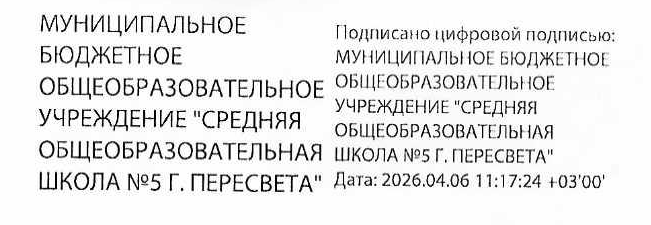 МУНИЦИПАЛЬНОЕ
БЮДЖЕТНОЕ
ОБЩЕОБРАЗОВАТЕЛЬНОЕ
УЧРЕЖДЕНИЕ "СРЕДНЯЯ
ОБЩЕОБРАЗОВАТЕЛЬНАЯ
ШКОЛА №5 Г. ПЕРЕСВЕТА"
Подписано цифровой подписью:
МУНИЦИПАЛЬНОЕ БЮДЖЕТНОЕ
ОБЩЕОБРАЗОВАТЕЛЬНОЕ
УЧРЕЖДЕНИЕ "СРЕДНЯЯ
ОБЩЕОБРАЗОВАТЕЛЬНАЯ
ШКОЛА №5 Г. ПЕРЕСВЕТА"
Дата: 2026.04.06 11:17:24 +03'00'